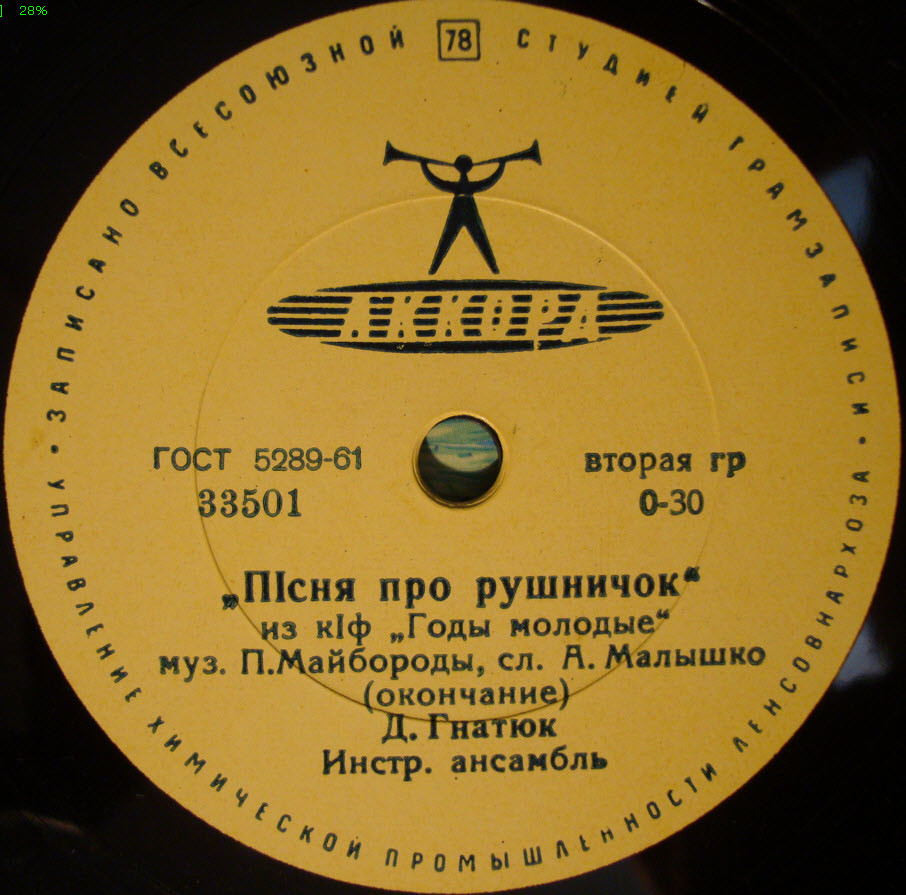 ] 28%
ЗАПИСАНО ВСЕСОЮЗНОЙ 78 СТУДИЕЙ ГРАМЗАПИСИ
АККОРД
ГОСТ 5289-61
вторая гр
33501
0-30
„ПІсня про рушничок“
из кІф „Годы молодые“
муз. П.Майбороды, сл. А. Малышко
(окончание)
Д. Гнатюк
Инстр. ансамбль
• УПРАВЛЕНИЕ ХИМИЧЕСКОЙ ПРОМЫШЛЕННОСТИ ЛЕНСОВНАРХОЗА •